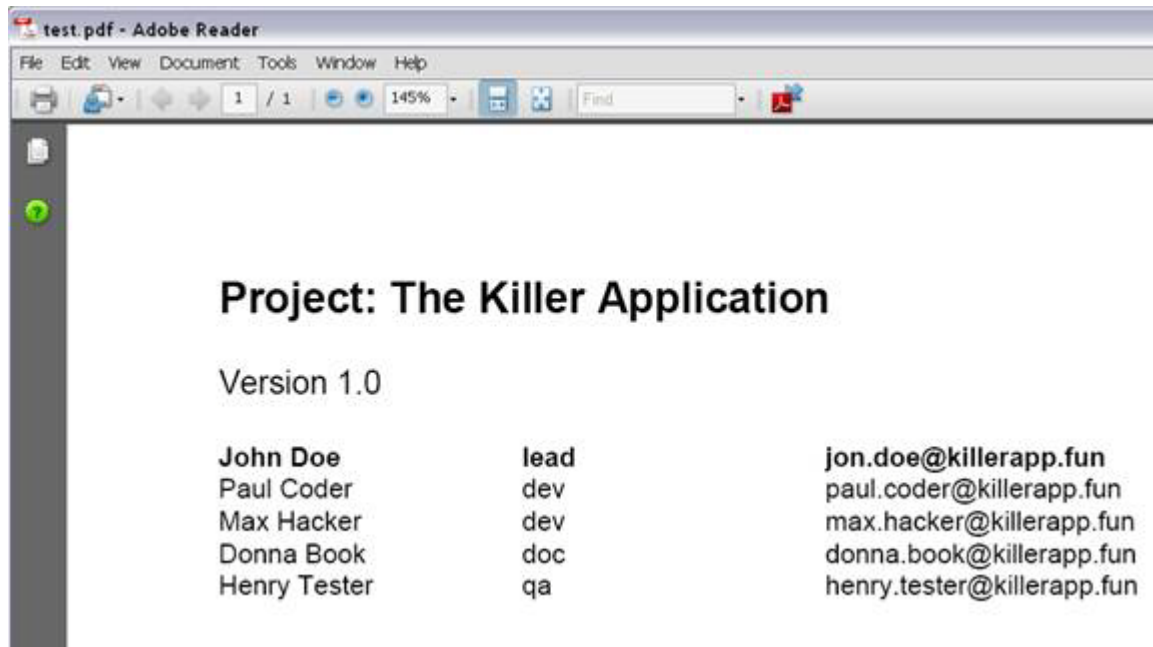 test.pdf - Adobe Reader
File Edit View Document Tools Window Help
1 / 1 145% Find
Project: The Killer Application
Version 1.0
John Doe lead jon.doe@killerapp.fun
Paul Coder dev paul.coder@killerapp.fun
Max Hacker dev max.hacker@killerapp.fun
Donna Book doc donna.book@killerapp.fun
Henry Tester qa henry.tester@killerapp.fun